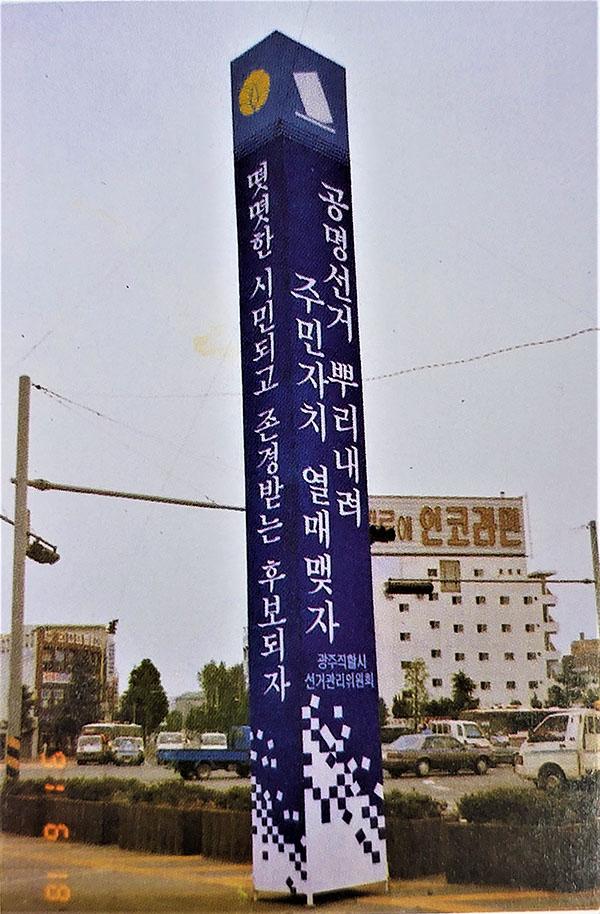 떳떳한 시민되고 존경받는 후보되자
공명선거 뿌리내려
주민자치 열매맺자
광주직할시
선거관리위원회
인코라멘